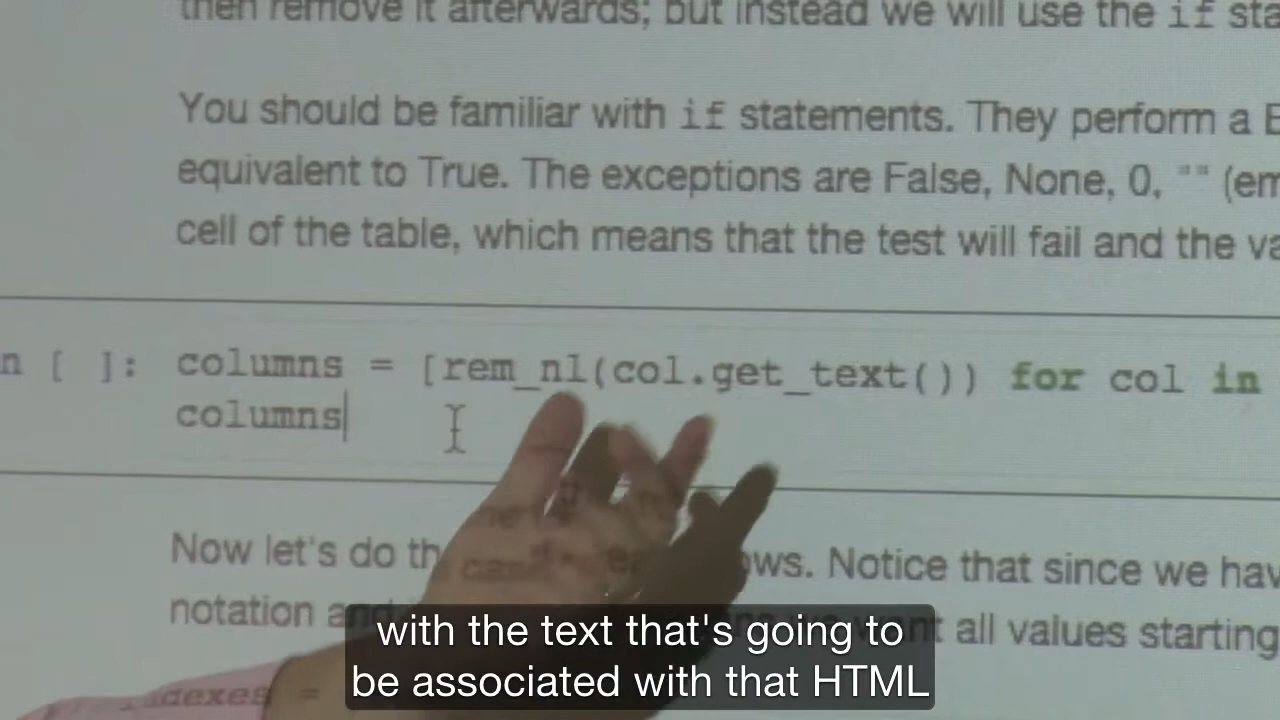 then remove it afterwards; but instead we will use the if sta
You should be familiar with if statements. They perform a B
equivalent to True. The exceptions are False, None, 0, "" (em
cell of the table, which means that the test will fail and the va
n [ ]: columns = [rem_nl(col.get_text()) for col in
columns
Now let's do th ows. Notice that since we hav
notation and want all values starting
dexes =
with the text that's going to
be associated with that HTML